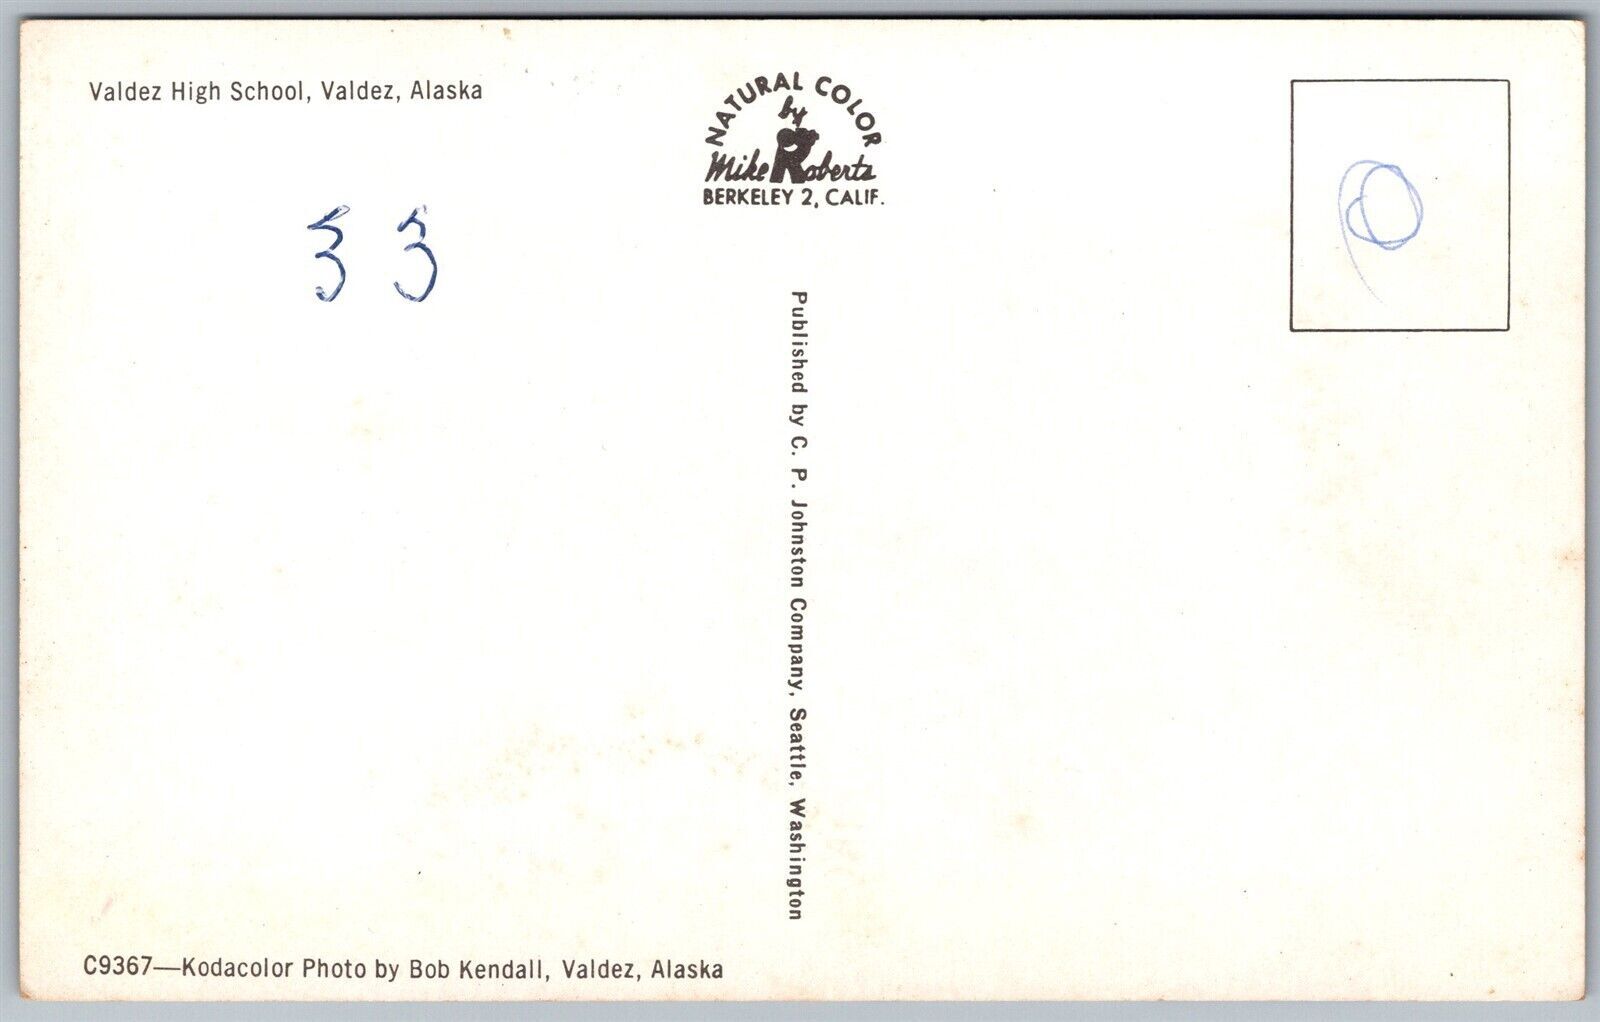 Valdez High School, Valdez, Alaska
NATURAL COLOR
by
Mike Roberts
BERKELEY 2, CALIF.
33
Published by C. P. Johnston Company, Seattle, Washington
C9367—Kodacolor Photo by Bob Kendall, Valdez, Alaska